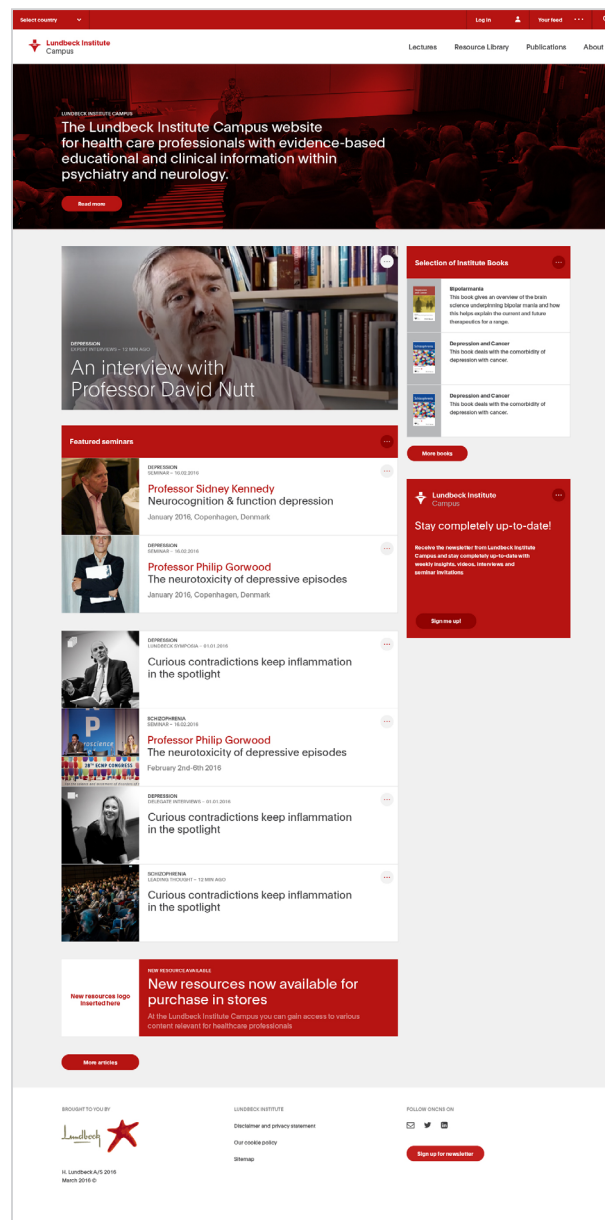 Select country
Log in
Your feed
Lundbeck Institute
Campus
Lectures
Resource Library
Publications
About
LUNDBECK INSTITUTE CAMPUS
The Lundbeck Institute Campus website
for health care professionals with evidence-based
educational and clinical information within
psychiatry and neurology.
Read more
DEPRESSION
EXPERT INTERVIEWS – 12 MIN AGO
An interview with
Professor David Nutt
Selection of Institute Books
Bipolarmania
This book gives an overview of the brain
science underpinning bipolar mania and how
this helps explain the current and future
therapeutics for a range.
Depression and Cancer
This book deals with the comorbidity of
depression with cancer.
Depression and Cancer
This book deals with the comorbidity of
depression with cancer.
More books
Featured seminars
DEPRESSION
SEMINAR – 10.02.2016
Professor Sidney Kennedy
Neurocognition & function depression
January 2016, Copenhagen, Denmark
DEPRESSION
SEMINAR – 16.02.2016
Professor Philip Gorwood
The neurotoxicity of depressive episodes
January 2016, Copenhagen, Denmark
Lundbeck Institute
Campus
Stay completely up-to-date!
Receive the newsletter from Lundbeck Institute
Campus and stay completely up-to-date with
weekly insights, videos, interviews and
seminar invitations
Sign me up!
DEPRESSION
LUNDBECK SYMPOSIA – 01.01.2016
Curious contradictions keep inflammation
in the spotlight
SCHIZOPHRENIA
SEMINAR – 16.02.2016
Professor Philip Gorwood
The neurotoxicity of depressive episodes
February 2nd-6th 2016
P
roscience
28TH ECNP CONGRESS
DEPRESSION
DELEGATE INTERVIEWS – 01.01.2016
Curious contradictions keep inflammation
in the spotlight
SCHIZOPHRENIA
LEADING THOUGHT – 12 MIN AGO
Curious contradictions keep inflammation
in the spotlight
New resources logo
inserted here
NEW RESOURCE AVAILABLE
New resources now available for
purchase in stores
At the Lundbeck Institute Campus you can gain access to various
content relevant for healthcare professionals
More articles
BROUGHT TO YOU BY
Lundbeck
H. Lundbeck A/S 2016
March 2016 ©
LUNDBECK INSTITUTE
Disclaimer and privacy statement
Our cookie policy
Sitemap
FOLLOW ONCNS ON
Sign up for newsletter